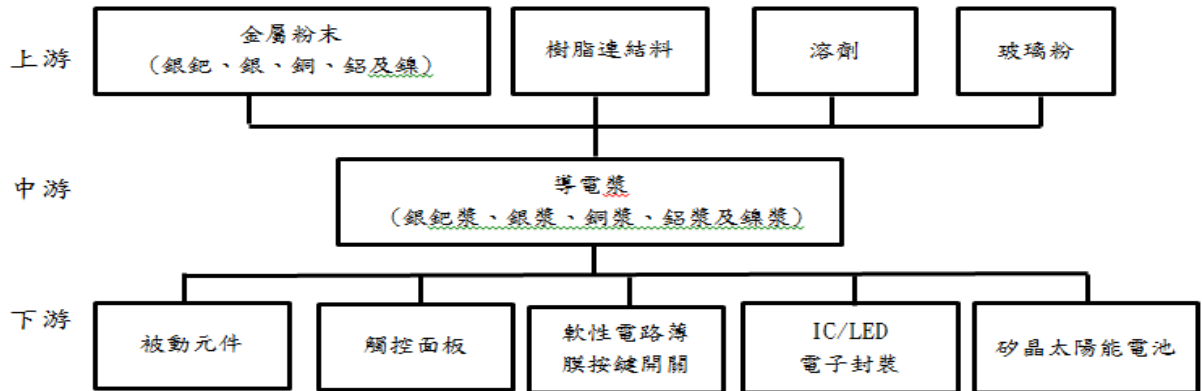 上游
金屬粉末
(銀鈀、銀、銅、鋁及鎳)
樹脂連結料
溶劑
玻璃粉
中游
導電漿
(銀鈀漿、銀漿、銅漿、鋁漿及鎳漿)
下游
被動元件
觸控面板
軟性電路薄
膜按鍵開關
IC/LED
電子封裝
矽晶太陽能電池